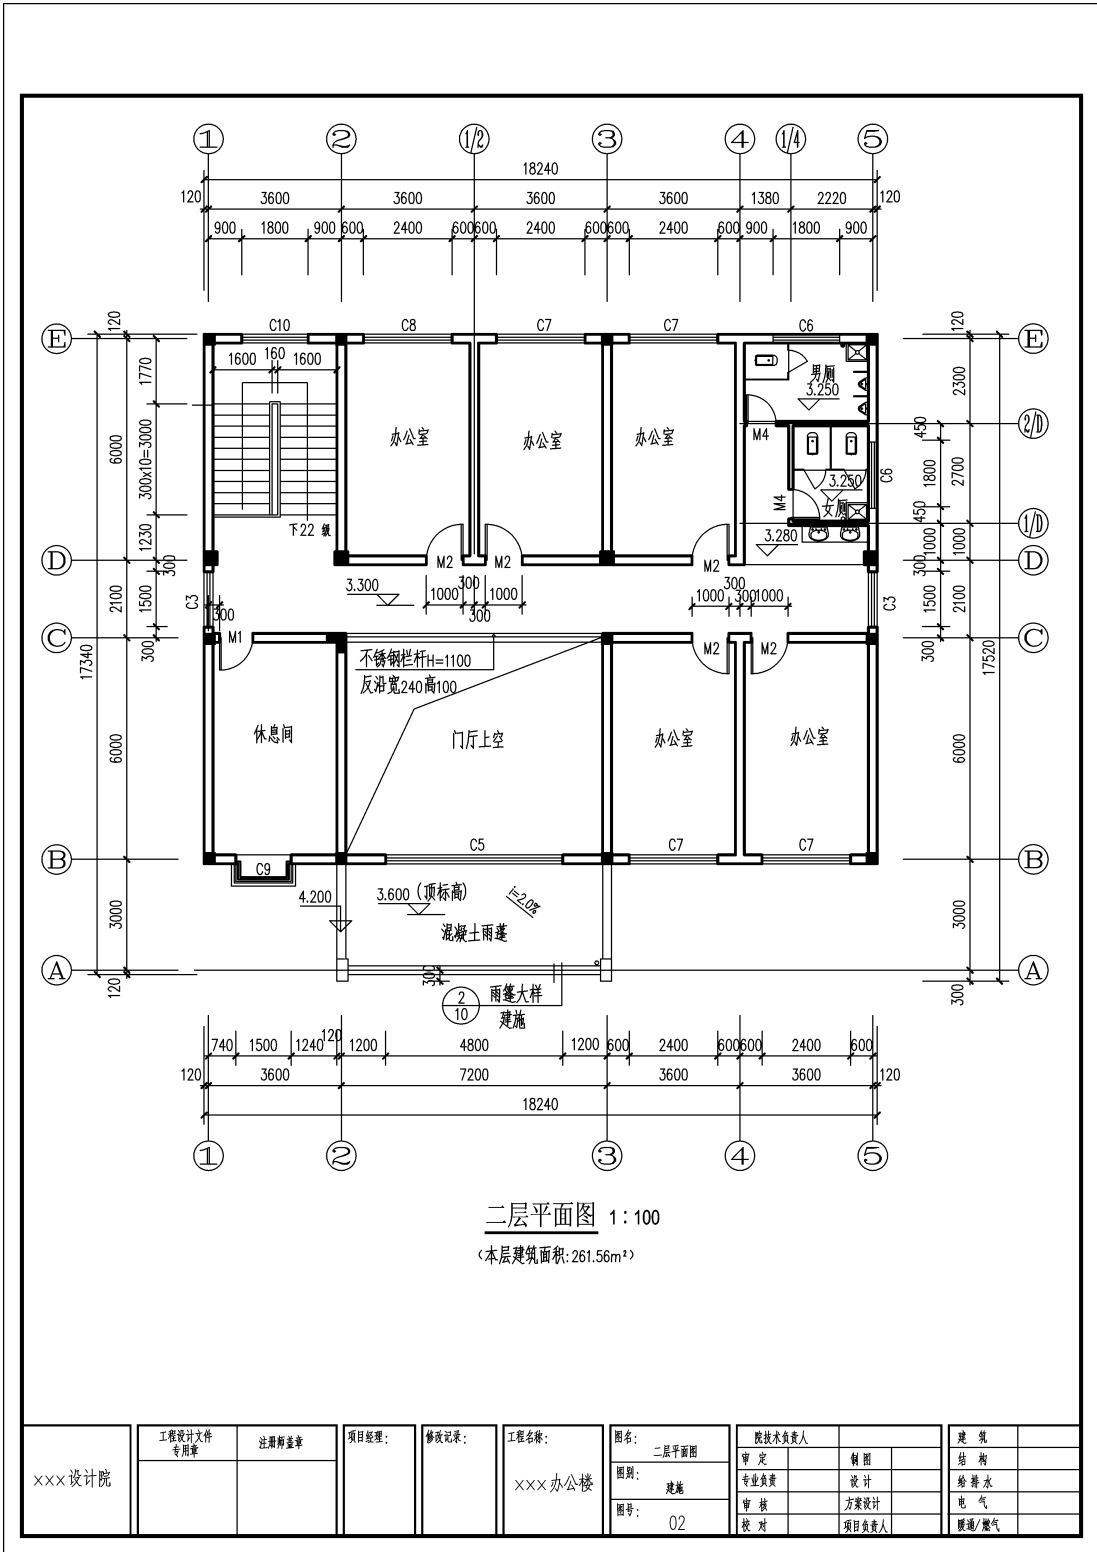 1 2 1/2 3 4 1/4 5
18240
120 3600 3600 3600 3600 1380 2220 120
900 1800 900 600 2400 600 600 2400 600 600 2400 600 900 1800 900
E 120 C10 C8 C7 C7 C6 120 E
1600 160 1600
1770
男厕
3.250
2300
办公室 办公室 办公室
M4
450
2/D
6000
300x10=3000
C6
1800
2700
3.250
M4
女厕
450
下22 级
1230
3.280
1/D
1000
1000
D M2 M2 M2 D
300
300
3.300
1000 300 1000
300
300
1000 300 1000
2100
1500
C3
300
C3
1500
2100
C M1 M2 M2 C
300
300
17340
17520
不锈钢栏杆H=1100
反沿宽240高100
休息间 门厅上空 办公室 办公室
6000
6000
B C9 C5 C7 C7 B
4.200 3.600(顶标高) i=2.0%
混凝土雨蓬
3000
3000
A A
120
300
300
2
10
雨篷大样
建施
740 1500 1240 120 1200 4800 1200 600 2400 600 600 2400 600
120 3600 7200 3600 3600 120
18240
1 2 3 4 5
二层平面图 1:100
(本层建筑面积:261.56m²)
×××设计院
工程设计文件
专用章
注册师盖章
项目经理:
修改记录:
工程名称:
×××办公楼
图名:
二层平面图
图别:
建施
图号:
02
院技术负责人
审 定 制 图
专业负责 设 计
审 核 方案设计
校 对 项目负责人
建 筑
结 构
给排水
电 气
暖通/燃气